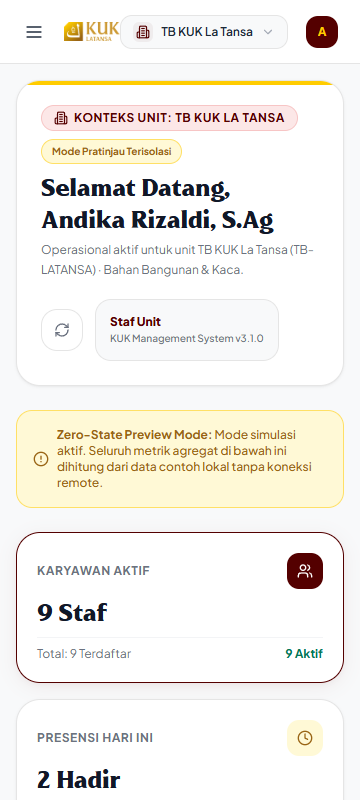 KUK
LATANSA
TB KUK La Tansa
A
KONTEKS UNIT: TB KUK LA TANSA
Mode Pratinjau Terisolasi
Selamat Datang,
Andika Rizaldi, S.Ag
Operasional aktif untuk unit TB KUK La Tansa (TB-
LATANSA) · Bahan Bangunan & Kaca.
Staf Unit
KUK Management System v3.1.0
Zero-State Preview Mode: Mode simulasi
aktif. Seluruh metrik agregat di bawah ini
dihitung dari data contoh lokal tanpa koneksi
remote.
KARYAWAN AKTIF
9 Staf
Total: 9 Terdaftar
9 Aktif
PRESENSI HARI INI
2 Hadir